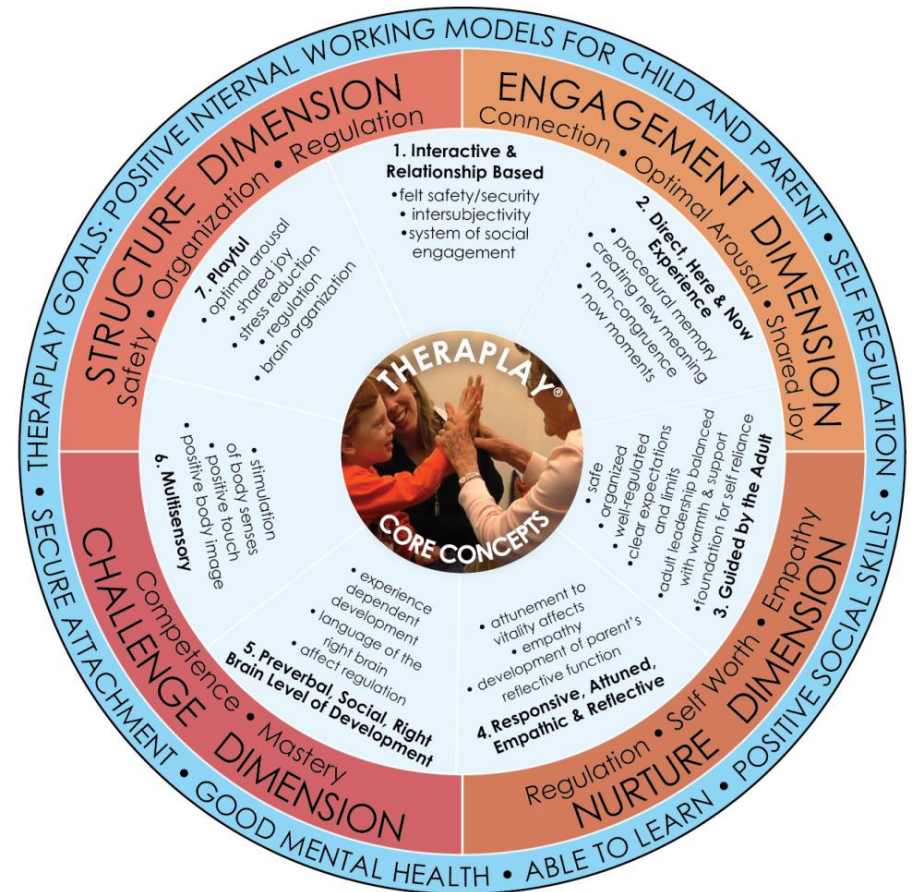 THERAPLAY GOALS: POSITIVE INTERNAL WORKING MODELS FOR CHILD AND PARENT • SELF REGULATION • POSITIVE SOCIAL SKILLS • ABLE TO LEARN • GOOD MENTAL HEALTH • SECURE ATTACHMENT •
STRUCTURE DIMENSION
Safety • Organization • Regulation
ENGAGEMENT DIMENSION
Connection • Optimal Arousal • Shared Joy
NURTURE DIMENSION
Regulation • Self Worth • Empathy
CHALLENGE DIMENSION
Competence • Mastery
1. Interactive &
Relationship Based
•felt safety/security
• intersubjectivity
•system of social
engagement
2. Direct, Here & Now
Experience
• procedural memory
• creating new meaning
• non-congruence
• now moments
• safe
• organized
• well-regulated
• clear expectations
and limits
•adult leadership balanced
with warmth & support
•foundation for self reliance
3. Guided by the Adult
• attunement to
vitality affects
• empathy
• development of parent's
reflective function
4. Responsive, Attuned,
Empathic & Reflective
• experience
dependent
development
• language of the
right brain
• affect regulation
5. Preverbal, Social, Right
Brain Level of Development
• stimulation
of body senses
• positive touch
• positive body image
6. Multisensory
7. Playful
• optimal arousal
• shared joy
• stress reduction
• regulation
• brain organization
THERAPLAY®
CORE CONCEPTS